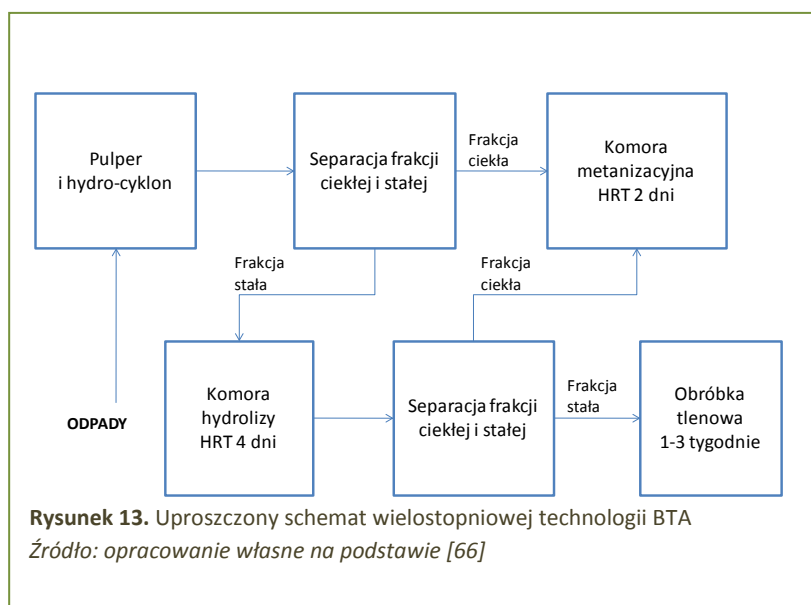 Pulper
i hydro-cyklon
Separacja frakcji
ciekłej i stałej
Frakcja
ciekła
Komora
metanizacyjna
HRT 2 dni
Frakcja
stała
Frakcja
ciekła
ODPADY
Komora
hydrolizy
HRT 4 dni
Separacja frakcji
ciekłej i stałej
Frakcja
stała
Obróbka
tlenowa
1-3 tygodnie
Rysunek 13. Uproszczony schemat wielostopniowej technologii BTA
Źródło: opracowanie własne na podstawie [66]